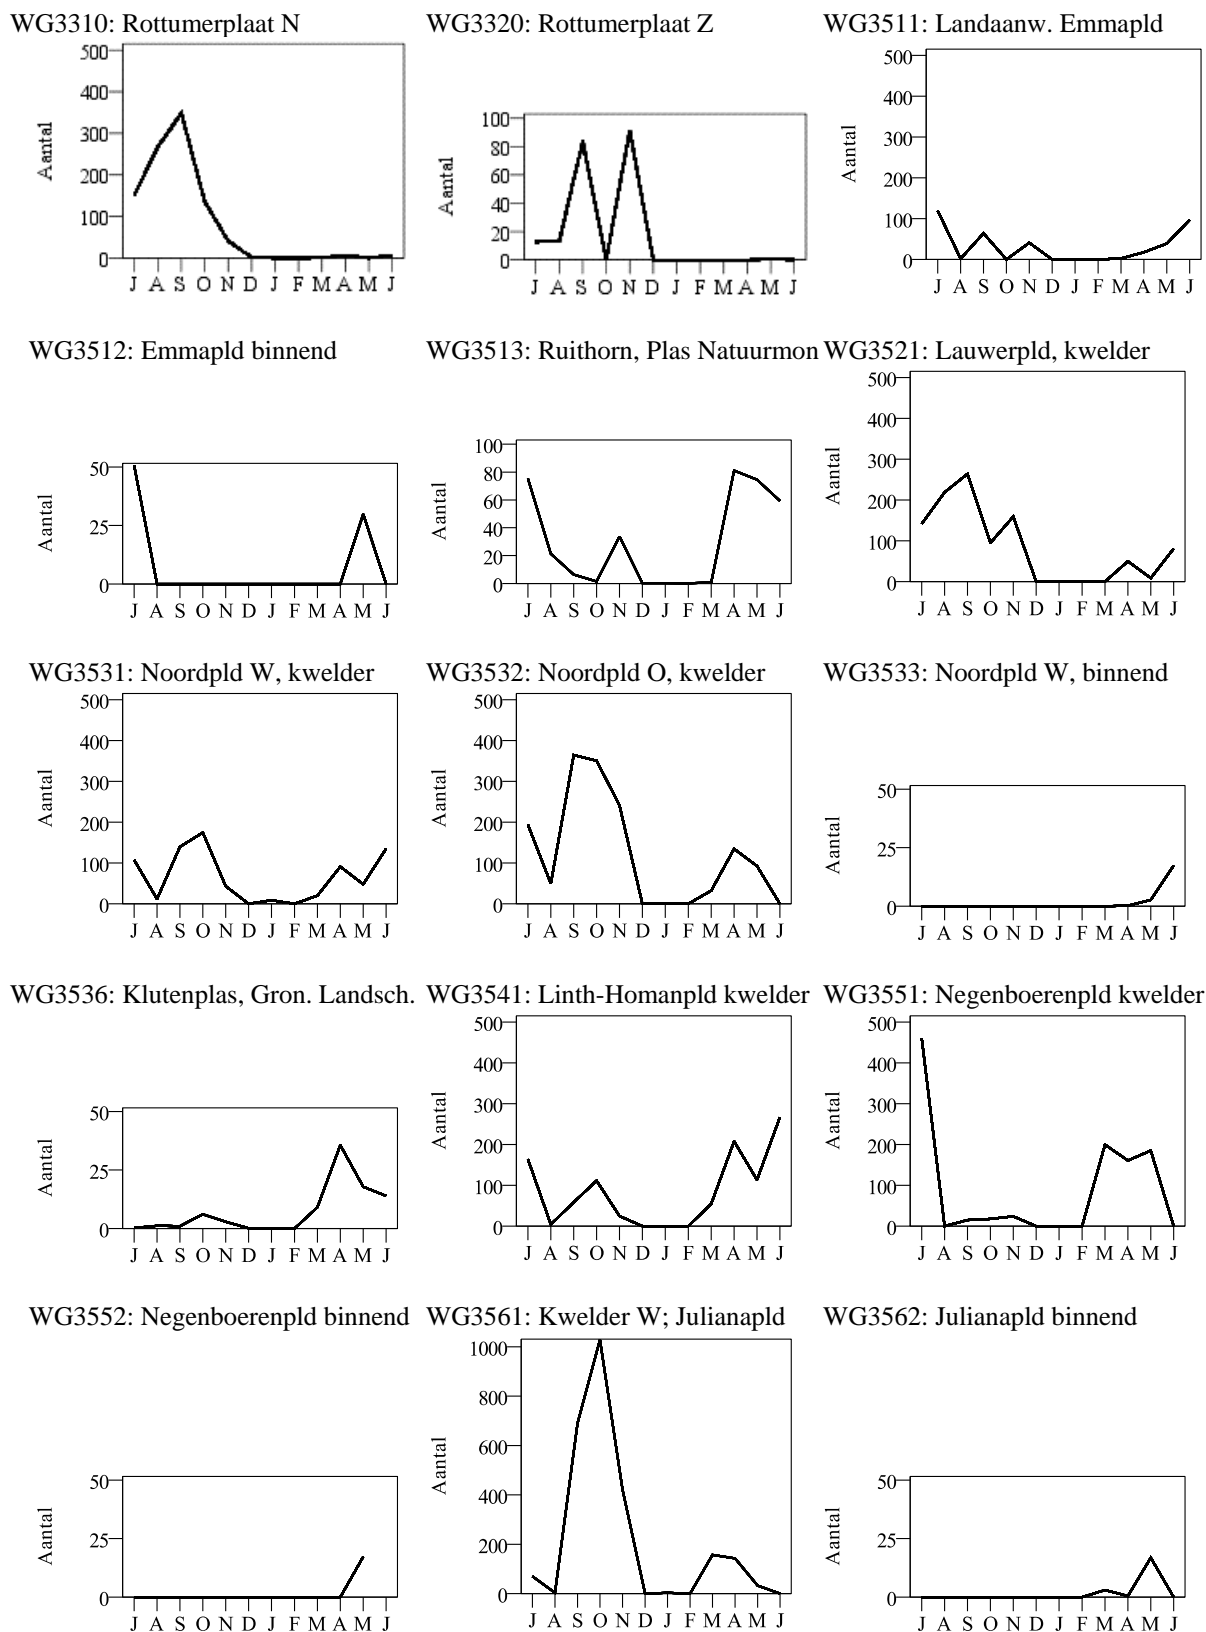 WG3310: Rottumerplaat N
500
400
300
200
100
0
Aantal
J A S O N D J F M A M J
WG3320: Rottumerplaat Z
100
80
60
40
20
0
Aantal
J A S O N D J F M A M J
WG3511: Landaanw. Emmapld
500
400
300
200
100
0
Aantal
J A S O N D J F M A M J
WG3512: Emmapld binnend
50
25
0
Aantal
J A S O N D J F M A M J
WG3513: Ruithorn, Plas Natuurmon
100
80
60
40
20
0
Aantal
J A S O N D J F M A M J
WG3521: Lauwerpld, kwelder
500
400
300
200
100
0
Aantal
J A S O N D J F M A M J
WG3531: Noordpld W, kwelder
500
400
300
200
100
0
Aantal
J A S O N D J F M A M J
WG3532: Noordpld O, kwelder
500
400
300
200
100
0
Aantal
J A S O N D J F M A M J
WG3533: Noordpld W, binnend
50
25
0
Aantal
J A S O N D J F M A M J
WG3536: Klutenplas, Gron. Landsch.
50
25
0
Aantal
J A S O N D J F M A M J
WG3541: Linth-Homanpld kwelder
500
400
300
200
100
0
Aantal
J A S O N D J F M A M J
WG3551: Negenboerenpld kwelder
500
400
300
200
100
0
Aantal
J A S O N D J F M A M J
WG3552: Negenboerenpld binnend
50
25
0
Aantal
J A S O N D J F M A M J
WG3561: Kwelder W; Julianapld
1000
800
600
400
200
0
Aantal
J A S O N D J F M A M J
WG3562: Julianapld binnend
50
25
0
Aantal
J A S O N D J F M A M J